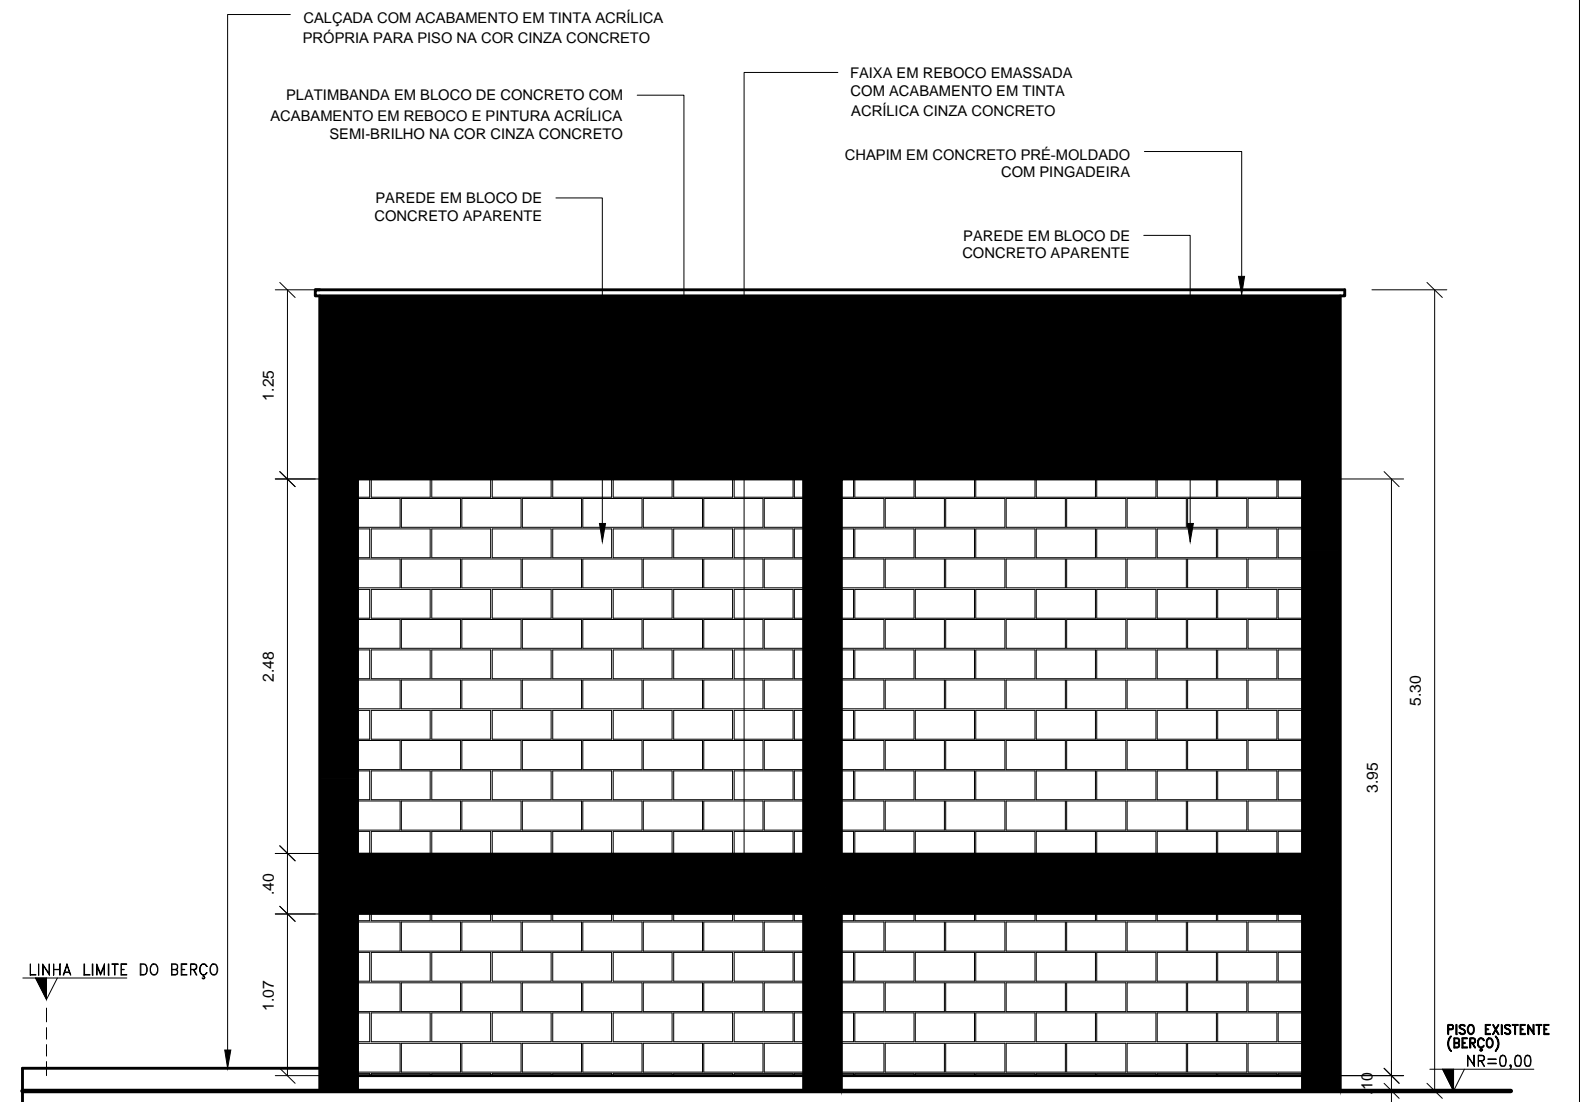 CALÇADA COM ACABAMENTO EM TINTA ACRÍLICA
PRÓPRIA PARA PISO NA COR CINZA CONCRETO
PLATIMBANDA EM BLOCO DE CONCRETO COM
ACABAMENTO EM REBOCO E PINTURA ACRÍLICA
SEMI-BRILHO NA COR CINZA CONCRETO
FAIXA EM REBOCO EMASSADA
COM ACABAMENTO EM TINTA
ACRÍLICA CINZA CONCRETO
CHAPIM EM CONCRETO PRÉ-MOLDADO
COM PINGADEIRA
PAREDE EM BLOCO DE
CONCRETO APARENTE
PAREDE EM BLOCO DE
CONCRETO APARENTE
1.25
2.48
.40
1.07
5.30
3.95
.10
LINHA LIMITE DO BERÇO
PISO EXISTENTE
(BERÇO)
NR=0,00